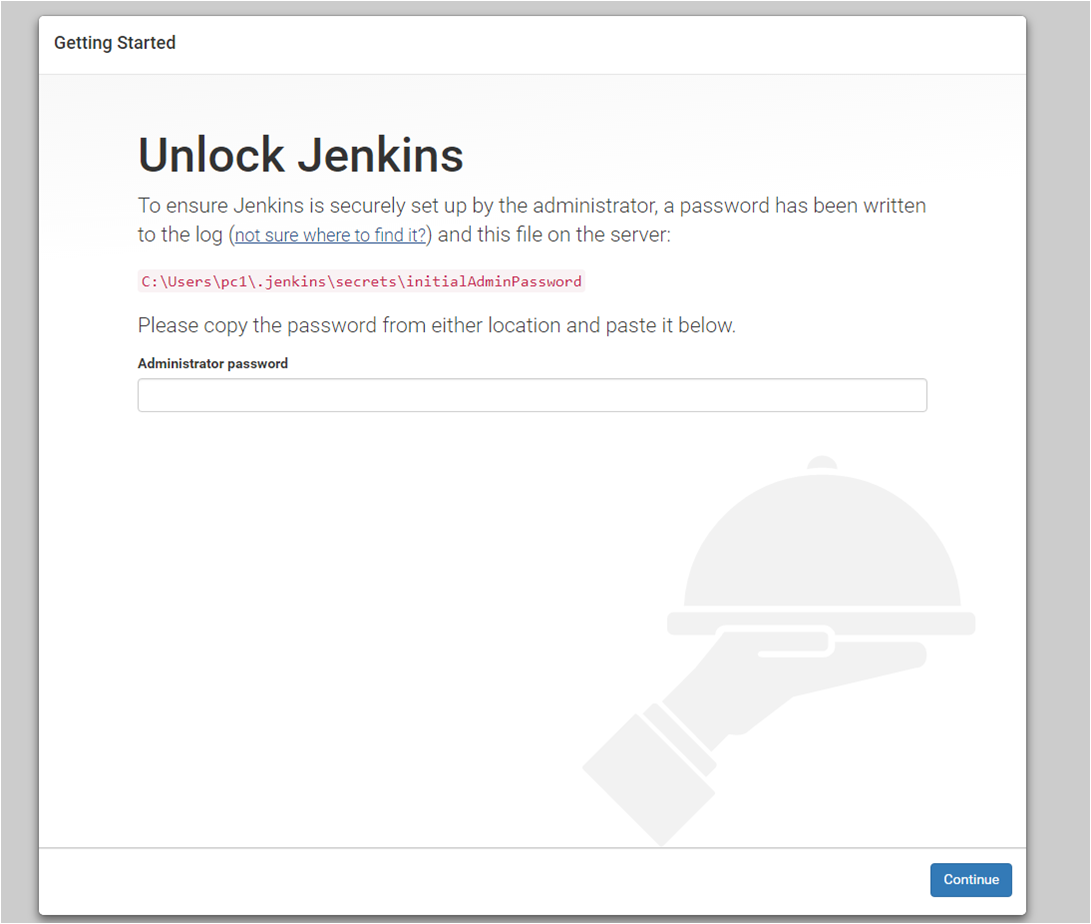 Getting Started
Unlock Jenkins
To ensure Jenkins is securely set up by the administrator, a password has been written
to the log (not sure where to find it?) and this file on the server:
C:\Users\pc1\.jenkins\secrets\initialAdminPassword
Please copy the password from either location and paste it below.
Administrator password
Continue